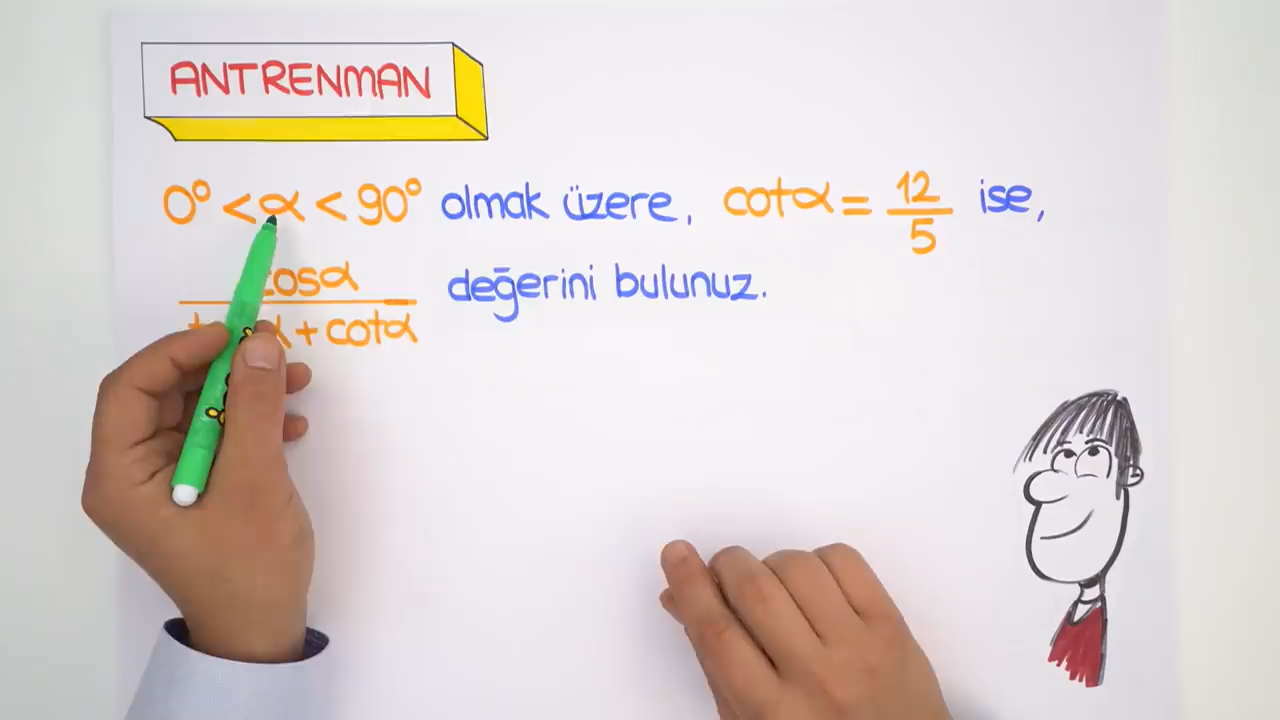 ANTRENMAN
0° < α < 90° olmak üzere, cotα = 12/5 ise,
cosα değerini bulunuz.
α + cotα